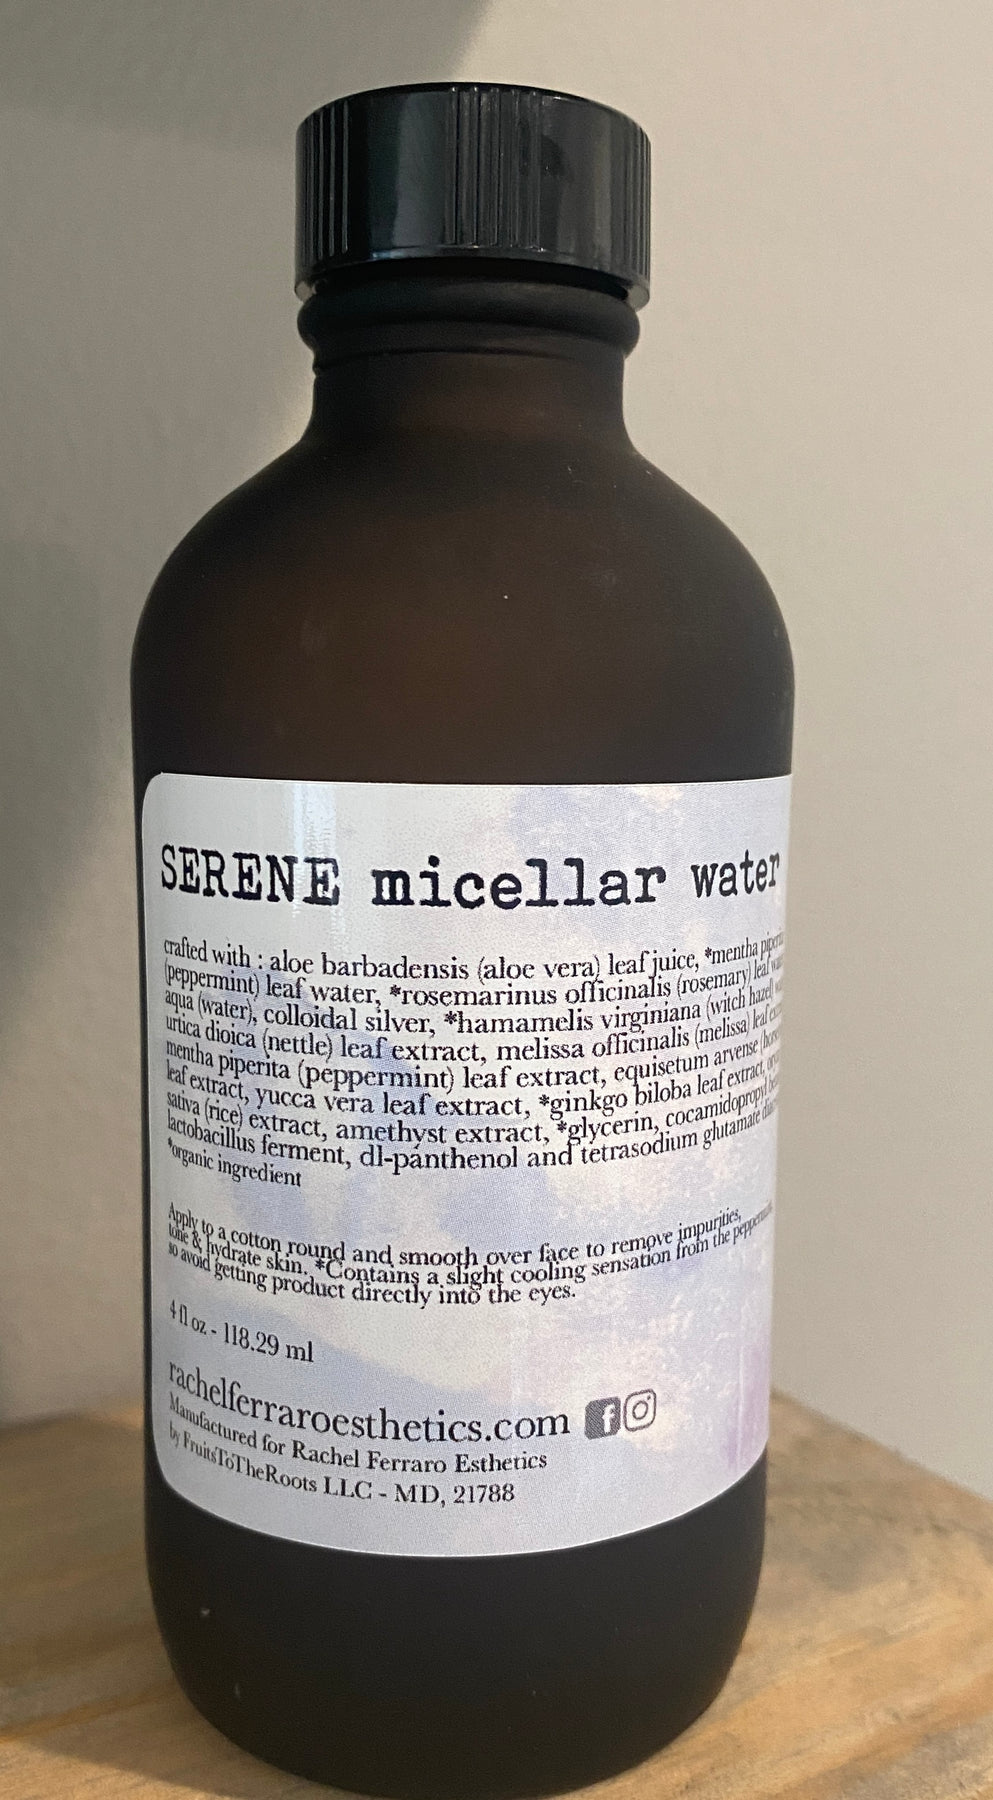 SERENE micellar water
crafted with : aloe barbadensis (aloe vera) leaf juice, *mentha
(peppermint) leaf water, *rosemarinus officinalis (rosemary) leaf
aqua (water), colloidal silver, *hamamelis virginiana (witch hazel)
urtica dioica (nettle) leaf extract, melissa officinalis (melissa) leaf
mentha piperita (peppermint) leaf extract, equisetum arvense
leaf extract, yucca vera leaf extract, *ginkgo biloba leaf extract,
sativa (rice) extract, amethyst extract, *glycerin, cocamidopropyl
lactobacillus ferment, dl-panthenol and tetrasodium glutamate
*organic ingredient
Apply to a cotton round and smooth over face to remove impurities,
tone & hydrate skin. *Contains a slight cooling sensation from the
so avoid getting product directly into the eyes.
4 fl oz - 118.29 ml
rachelferraroesthetics.com f
Manufactured for Rachel Ferraro Esthetics
by FruitsToTheRoots LLC - MD, 21788